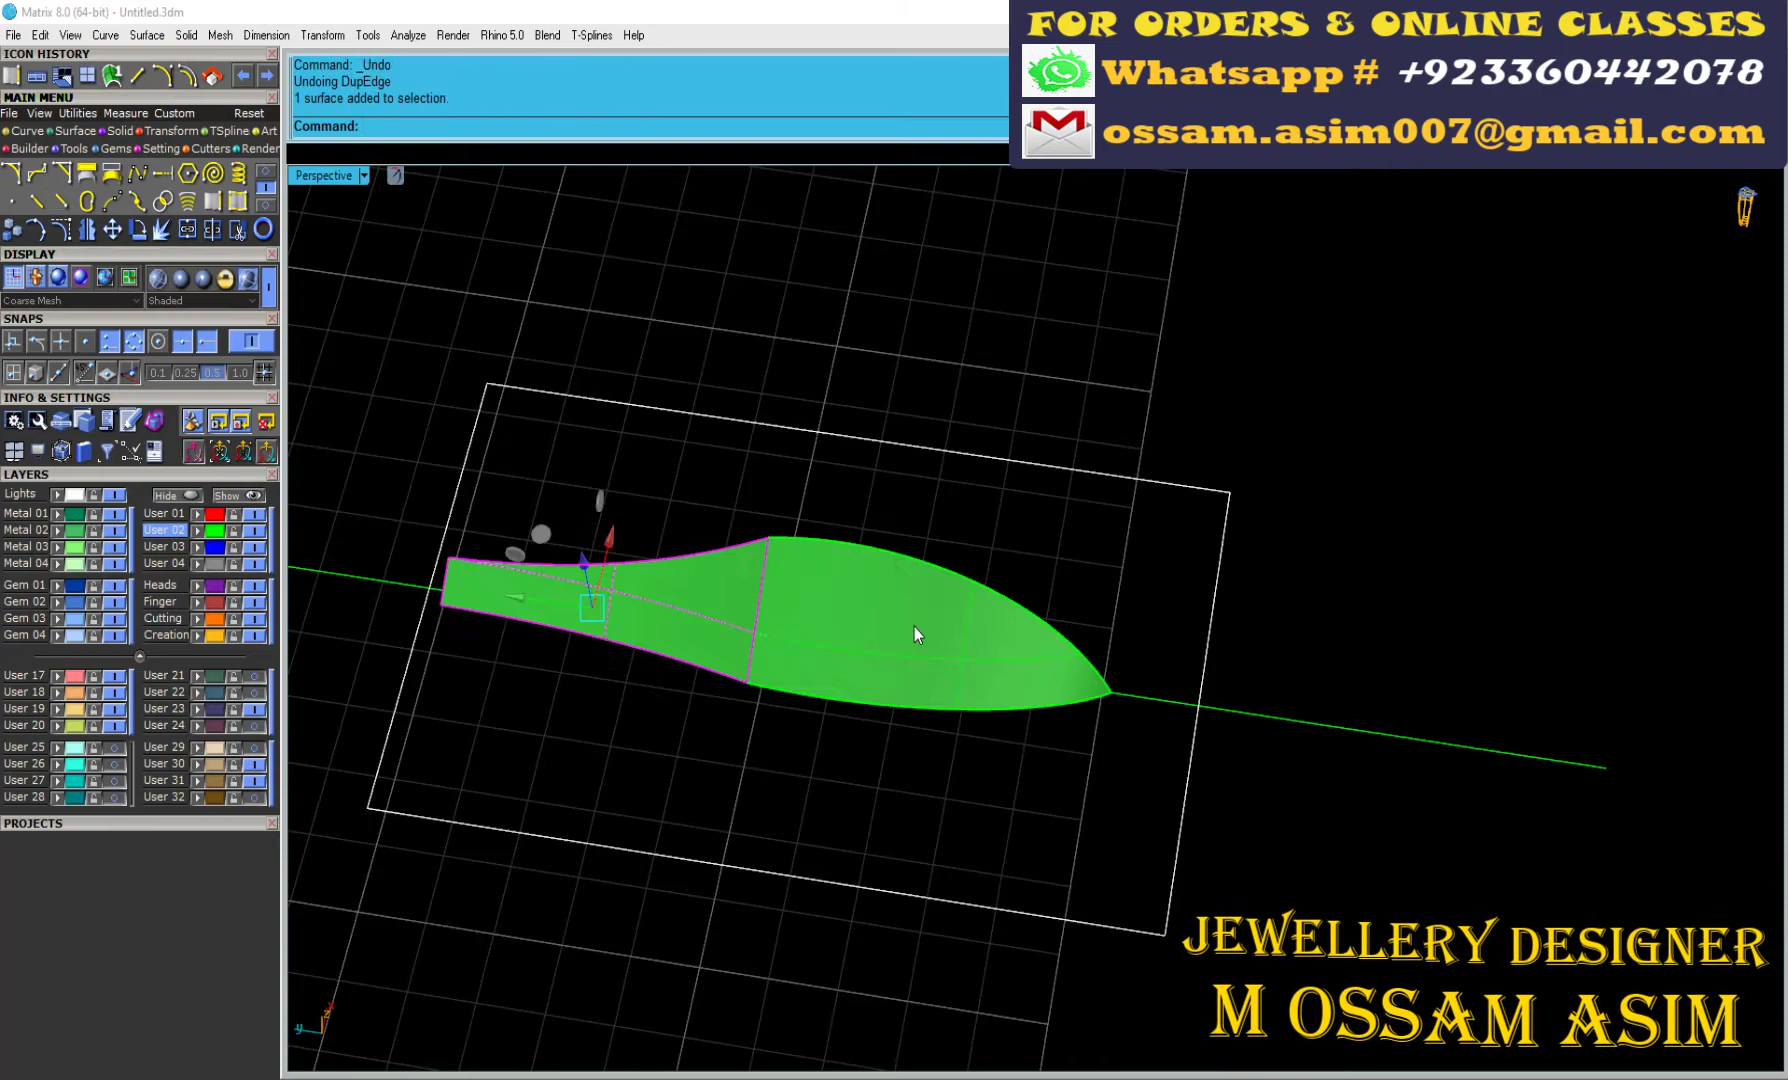 Matrix 8.0 (64-bit) - Untitled.3dm
File Edit View Curve Surface Solid Mesh Dimension Transform Tools Analyze Render Rhino 5.0 Blend T-Splines Help
ICON HISTORY
MAIN MENU
File View Utilities Measure Custom Reset
Curve Surface Solid Transform TSpline Art
Builder Tools Gems Setting Cutters Render
DISPLAY
Coarse Mesh Shaded
SNAPS
0.1 0.25 0.5 1.0
INFO & SETTINGS
LAYERS
Lights Hide Show
Metal 01 User 01
Metal 02 User 02
Metal 03 User 03
Metal 04 User 04
Gem 01 Heads
Gem 02 Finger
Gem 03 Cutting
Gem 04 Creation
User 17 User 21
User 18 User 22
User 19 User 23
User 20 User 24
User 25 User 29
User 26 User 30
User 27 User 31
User 28 User 32
PROJECTS
Command: _Undo
Undoing DupEdge
1 surface added to selection.
Command:
Perspective
FOR ORDERS & ONLINE CLASSES
Whatsapp # +923360442078
ossam.asim007@gmail.com
x
z
y
JEWELLERY DESIGNER
M OSSAM ASIM